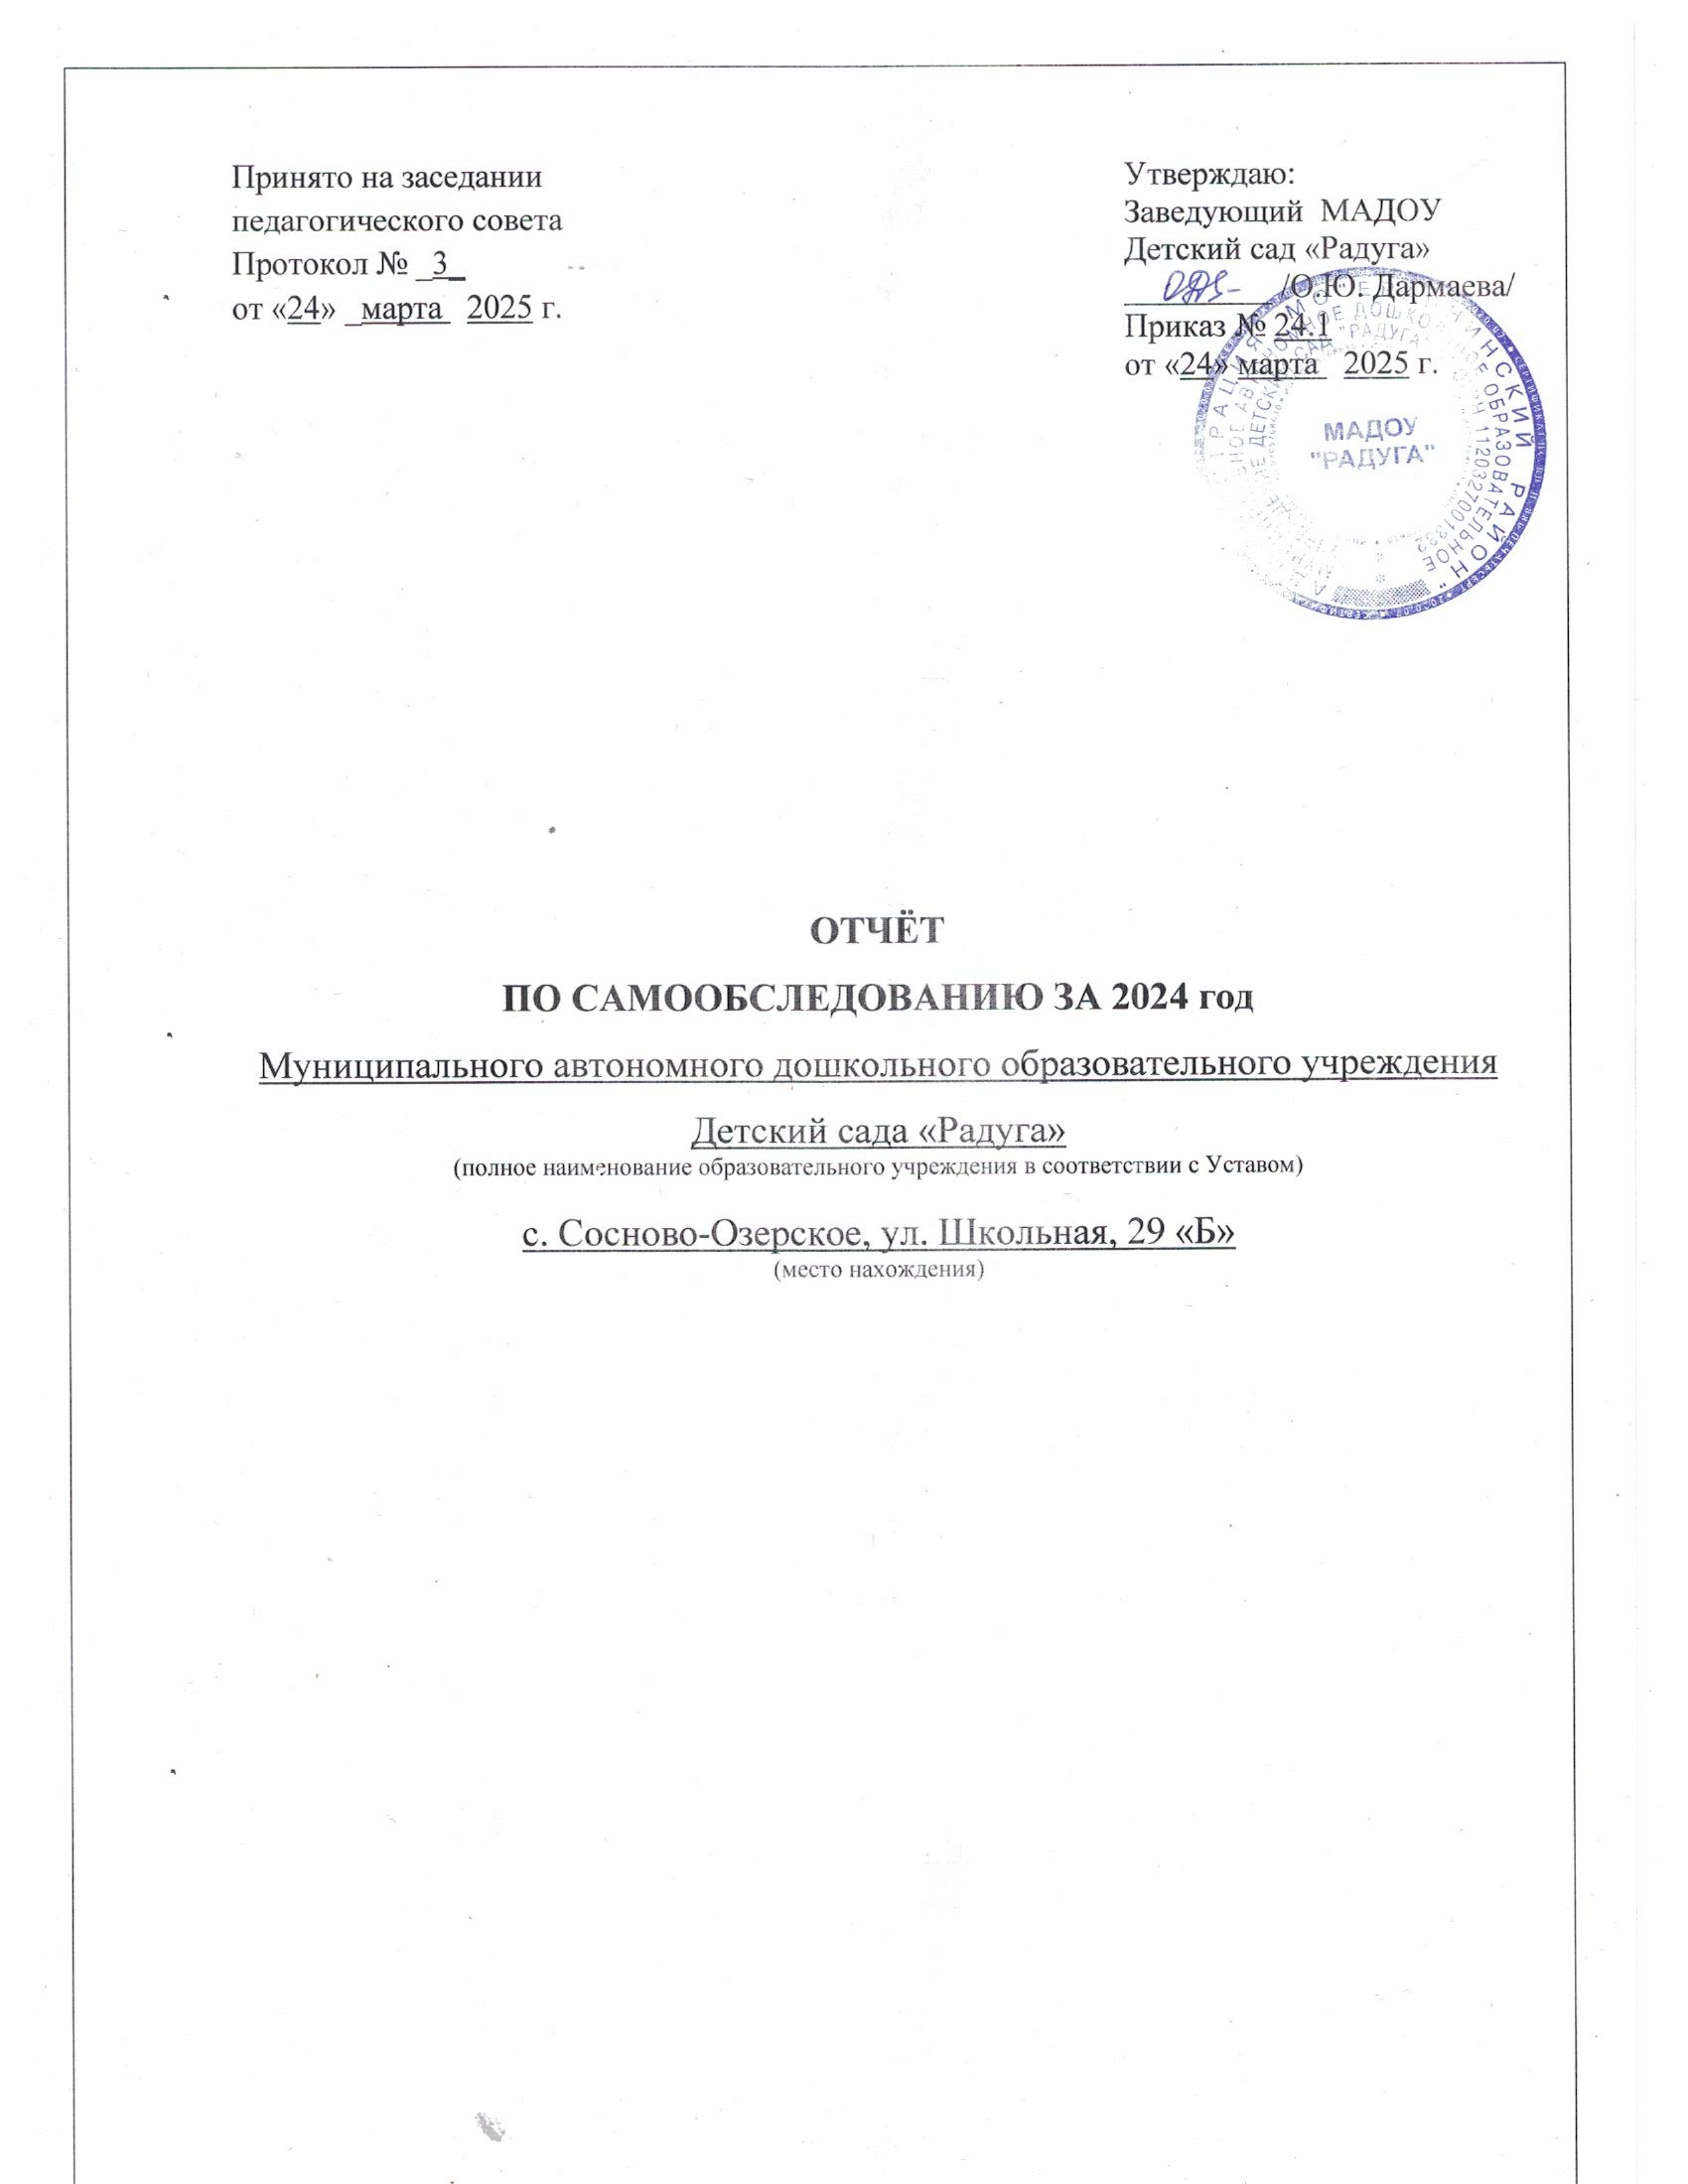 Принято на заседании
педагогического совета
Протокол № _3_
от «24» _марта_ 2025 г.
Утверждаю:
Заведующий МАДОУ
Детский сад «Радуга»
/О.Ю. Дармаева/
Приказ № 24.1
от «24» марта 2025 г.
МАДОУ
"РАДУГА"
ОТЧЁТ
ПО САМООБСЛЕДОВАНИЮ ЗА 2024 год
Муниципального автономного дошкольного образовательного учреждения
Детский сада «Радуга»
(полное наименование образовательного учреждения в соответствии с Уставом)
с. Сосново-Озерское, ул. Школьная, 29 «Б»
(место нахождения)